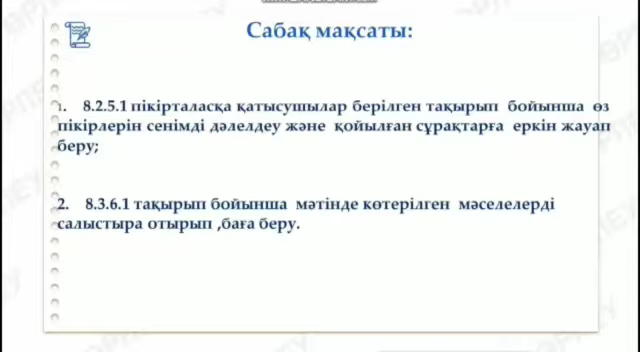 Сабақ мақсаты:
1. 8.2.5.1 пікірталасқа қатысушылар берілген тақырып бойынша өз
пікірлерін сенімді дәлелдеу және қойылған сұрақтарға еркін жауап
беру;
2. 8.3.6.1 тақырып бойынша мәтінде көтерілген мәселелерді
салыстыра отырып ,баға беру.